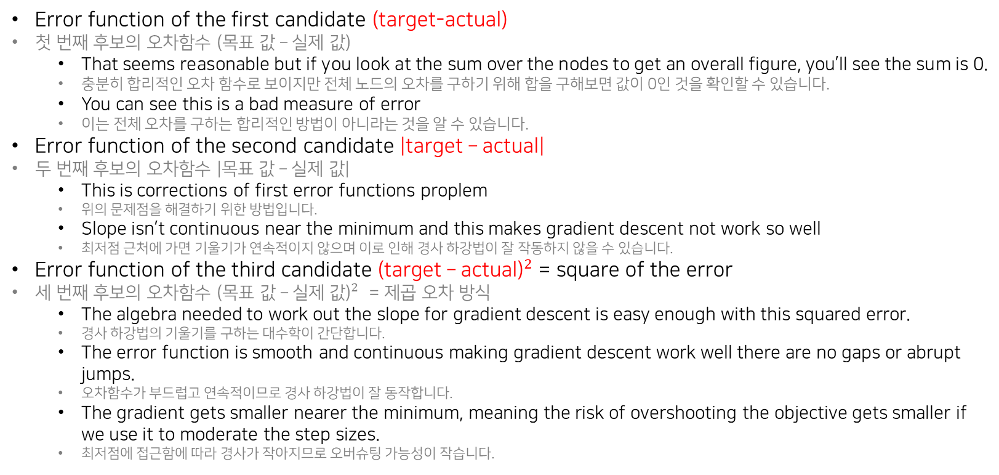 • Error function of the first candidate (target-actual)
• 첫 번째 후보의 오차함수 (목표 값 – 실제 값)
• That seems reasonable but if you look at the sum over the nodes to get an overall figure, you'll see the sum is 0.
• 충분히 합리적인 오차 함수로 보이지만 전체 노드의 오차를 구하기 위해 합을 구해보면 값이 0인 것을 확인할 수 있습니다.
• You can see this is a bad measure of error
• 이는 전체 오차를 구하는 합리적인 방법이 아니라는 것을 알 수 있습니다.
• Error function of the second candidate |target – actual|
• 두 번째 후보의 오차함수 |목표 값 – 실제 값|
• This is corrections of first error functions proplem
• 위의 문제점을 해결하기 위한 방법입니다.
• Slope isn't continuous near the minimum and this makes gradient descent not work so well
• 최저점 근처에 가면 기울기가 연속적이지 않으며 이로 인해 경사 하강법이 잘 작동하지 않을 수 있습니다.
• Error function of the third candidate (target – actual)² = square of the error
• 세 번째 후보의 오차함수 (목표 값 – 실제 값)² = 제곱 오차 방식
• The algebra needed to work out the slope for gradient descent is easy enough with this squared error.
• 경사 하강법의 기울기를 구하는 대수학이 간단합니다.
• The error function is smooth and continuous making gradient descent work well there are no gaps or abrupt
jumps.
• 오차함수가 부드럽고 연속적이므로 경사 하강법이 잘 동작합니다.
• The gradient gets smaller nearer the minimum, meaning the risk of overshooting the objective gets smaller if
we use it to moderate the step sizes.
• 최저점에 접근함에 따라 경사가 작아지므로 오버슈팅 가능성이 작습니다.